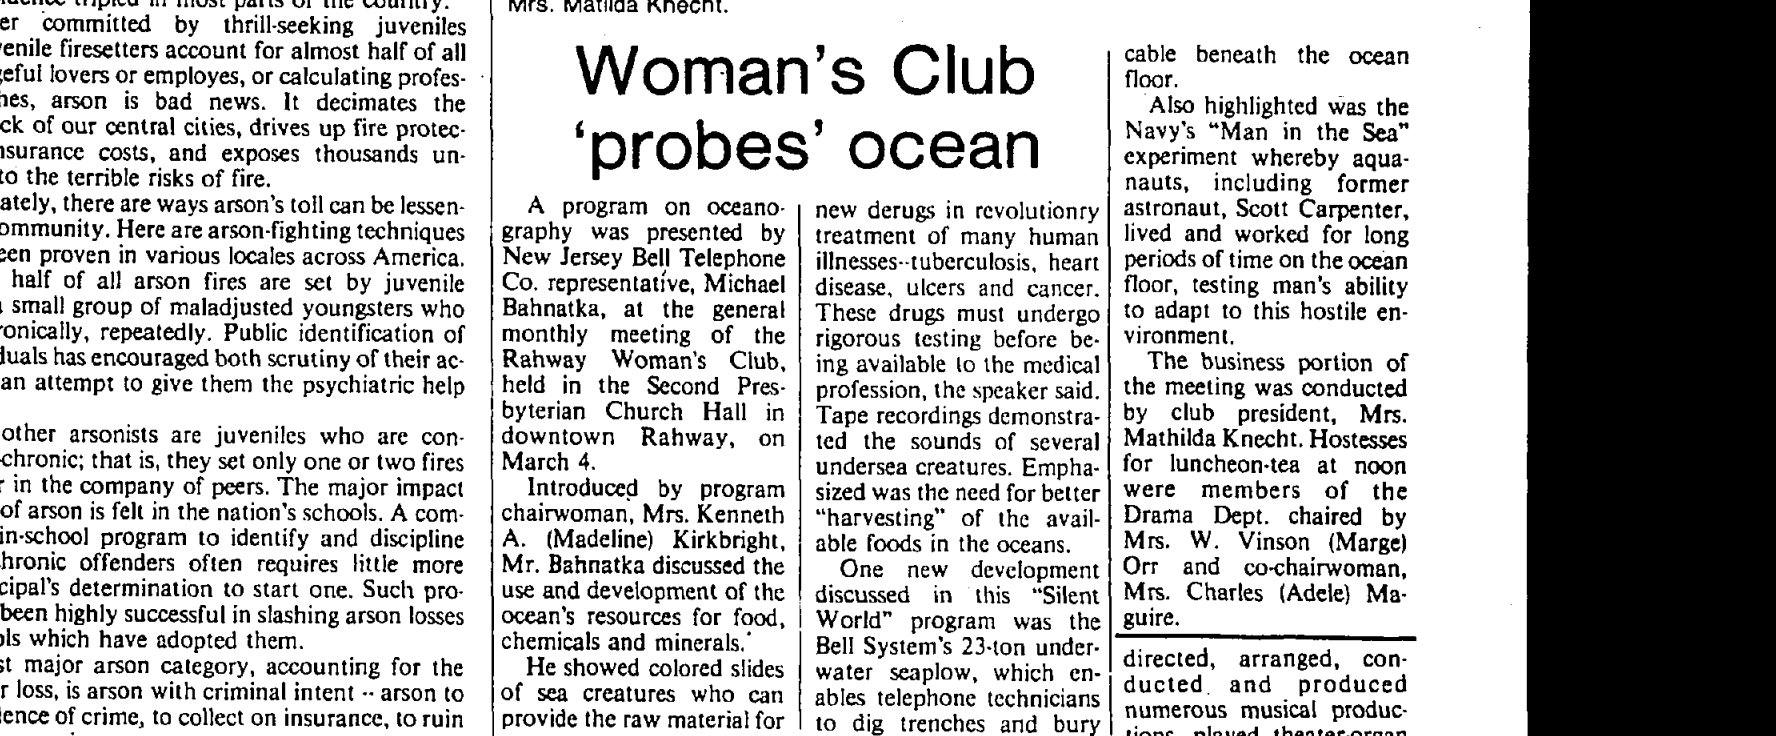 er committed by thrill-seeking juveniles
enile firesetters account for almost half of all
eful lovers or employes, or calculating profes-
hes, arson is bad news. It decimates the
ck of our central cities, drives up fire protec-
nsurance costs, and exposes thousands un-
to the terrible risks of fire.
ately, there are ways arson's toll can be lessen-
ommunity. Here are arson-fighting techniques
een proven in various locales across America.
half of all arson fires are set by juvenile
small group of maladjusted youngsters who
ronically, repeatedly. Public identification of
duals has encouraged both scrutiny of their ac-
an attempt to give them the psychiatric help
other arsonists are juveniles who are con-
chronic; that is, they set only one or two fires
r in the company of peers. The major impact
of arson is felt in the nation's schools. A com-
in-school program to identify and discipline
hronic offenders often requires little more
cipal's determination to start one. Such pro-
been highly successful in slashing arson losses
ols which have adopted them.
st major arson category, accounting for the
r loss, is arson with criminal intent -- arson to
lence of crime, to collect on insurance, to ruin
Mrs. Matilda Knecht.
Woman's Club
'probes' ocean
A program on oceano-
graphy was presented by
New Jersey Bell Telephone
Co. representative, Michael
Bahnatka, at the general
monthly meeting of the
Rahway Woman's Club,
held in the Second Pres-
byterian Church Hall in
downtown Rahway, on
March 4.
Introduced by program
chairwoman, Mrs. Kenneth
A. (Madeline) Kirkbright,
Mr. Bahnatka discussed the
use and development of the
ocean's resources for food,
chemicals and minerals.
He showed colored slides
of sea creatures who can
provide the raw material for
new derugs in revolutionry
treatment of many human
illnesses--tuberculosis, heart
disease, ulcers and cancer.
These drugs must undergo
rigorous testing before be-
ing available to the medical
profession, the speaker said.
Tape recordings demonstra-
ted the sounds of several
undersea creatures. Empha-
sized was the need for better
"harvesting" of the avail-
able foods in the oceans.
One new development
discussed in this "Silent
World" program was the
Bell System's 23-ton under-
water seaplow, which en-
ables telephone technicians
to dig trenches and bury
cable beneath the ocean
floor.
Also highlighted was the
Navy's "Man in the Sea"
experiment whereby aqua-
nauts, including former
astronaut, Scott Carpenter,
lived and worked for long
periods of time on the ocean
floor, testing man's ability
to adapt to this hostile en-
vironment.
The business portion of
the meeting was conducted
by club president, Mrs.
Mathilda Knecht. Hostesses
for luncheon-tea at noon
were members of the
Drama Dept. chaired by
Mrs. W. Vinson (Marge)
Orr and co-chairwoman,
Mrs. Charles (Adele) Ma-
guire.
directed, arranged, con-
ducted and produced
numerous musical produc-